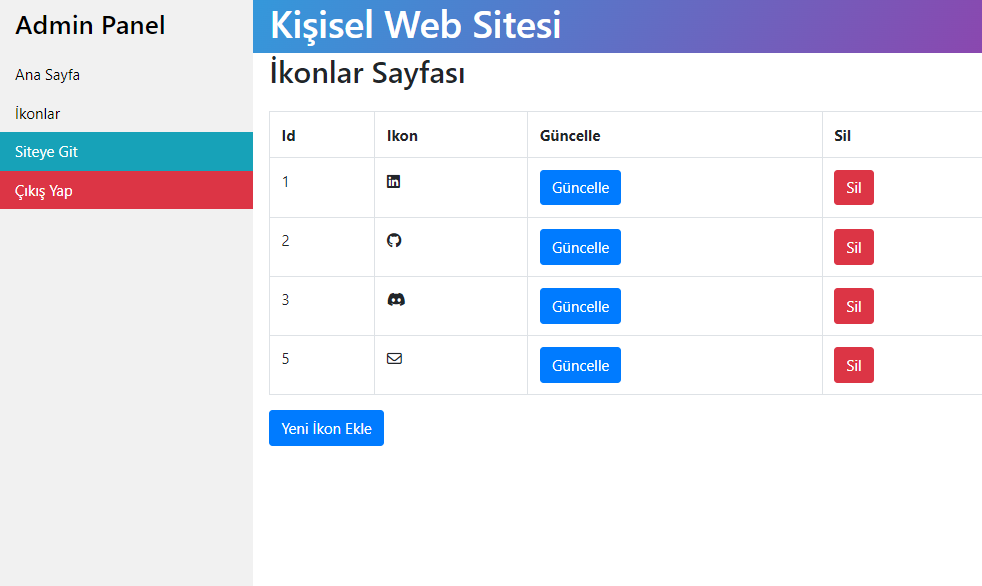 Admin Panel
Ana Sayfa
İkonlar
Siteye Git
Çıkış Yap
Kişisel Web Sitesi
İkonlar Sayfası
Id Ikon Güncelle Sil
1 Güncelle Sil
2 Güncelle Sil
3 Güncelle Sil
5 Güncelle Sil
Yeni İkon Ekle